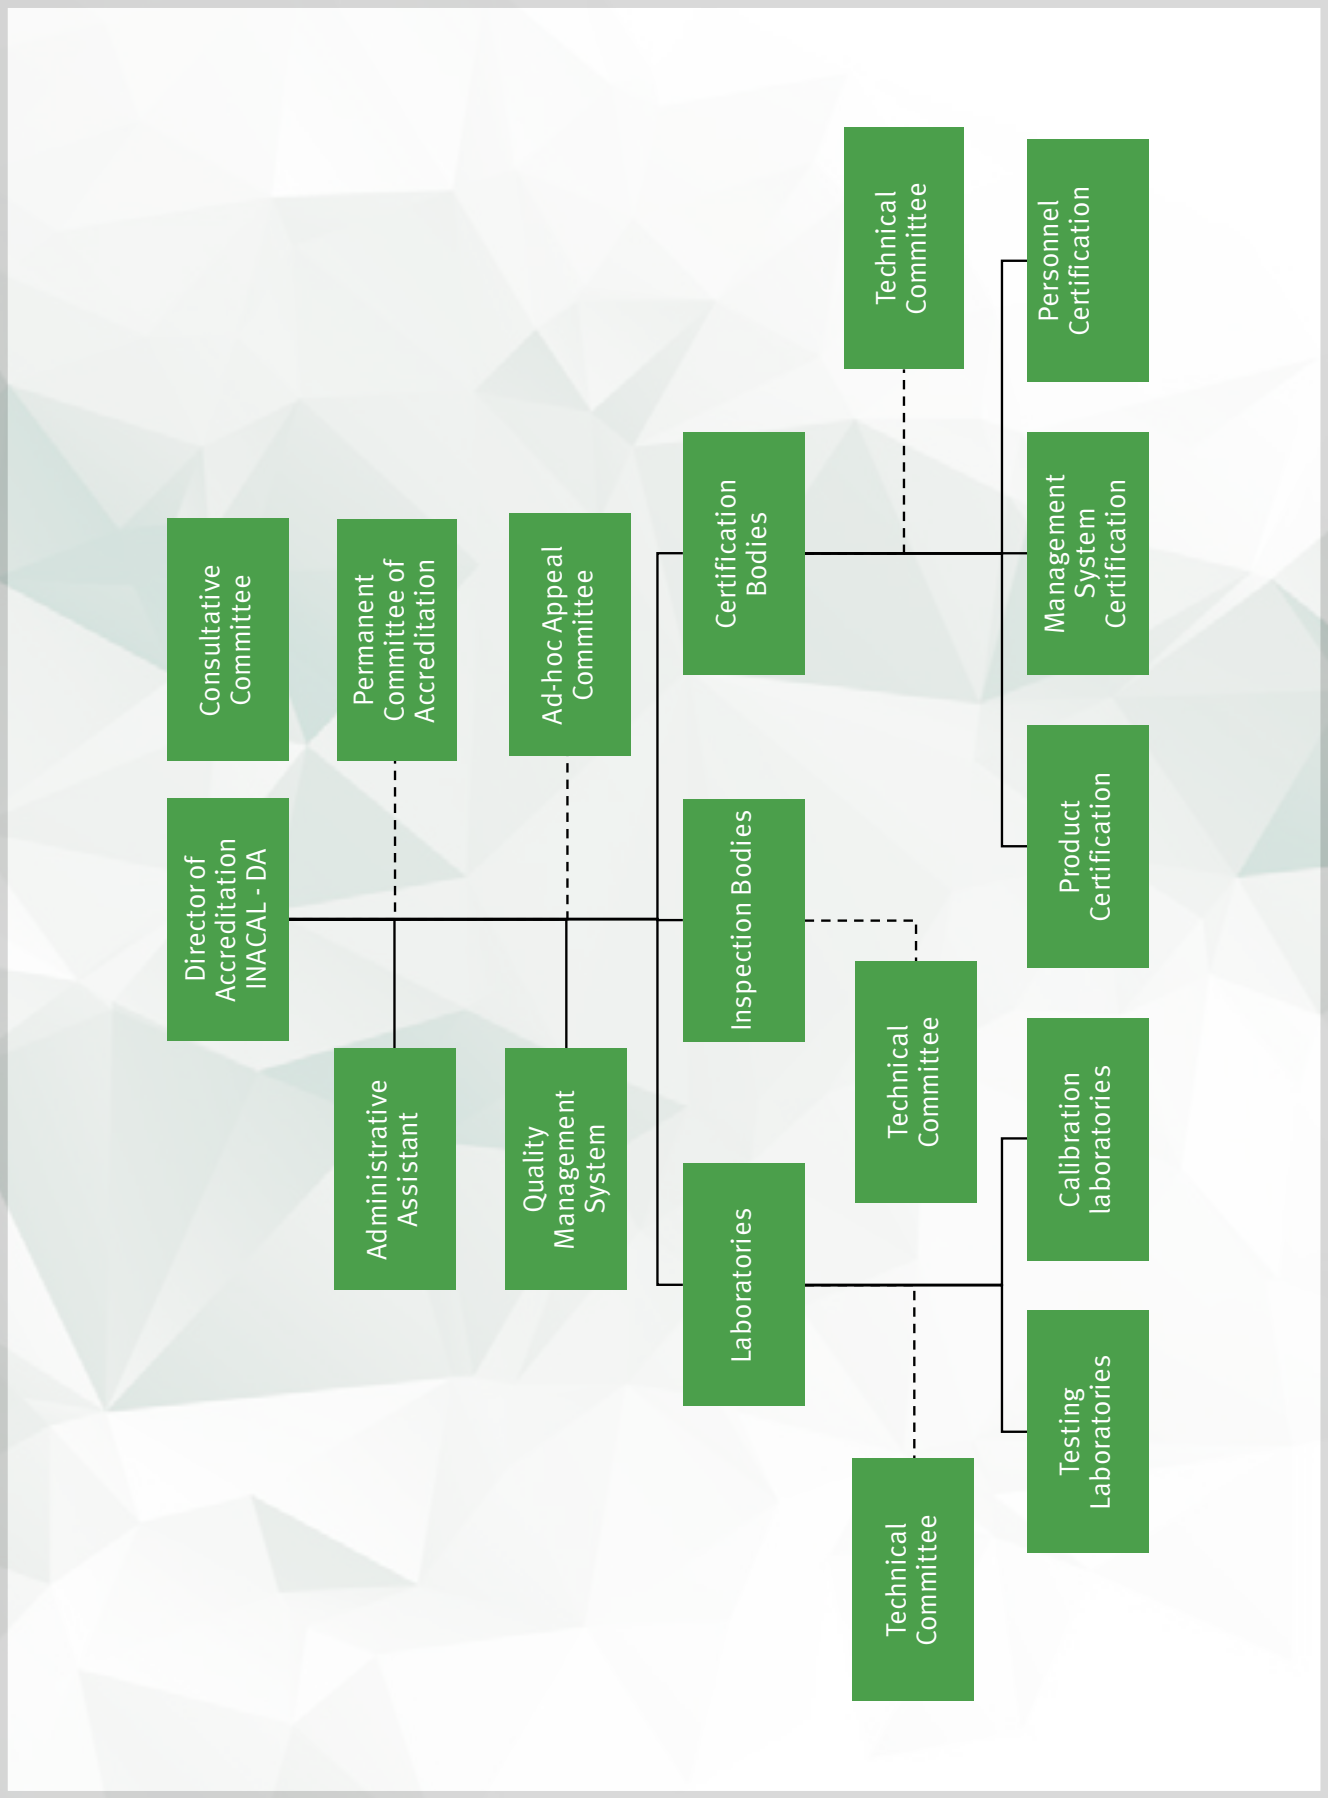 Director of
Accreditation
INACAL - DA
Consultative
Committee
Administrative
Assistant
Permanent
Committee of
Accreditation
Quality
Management
System
Ad-hoc Appeal
Committee
Laboratories
Inspection Bodies
Certification
Bodies
Technical
Committee
Technical
Committee
Technical
Committee
Testing
Laboratories
Calibration
laboratories
Product
Certification
Management
System
Certification
Personnel
Certification